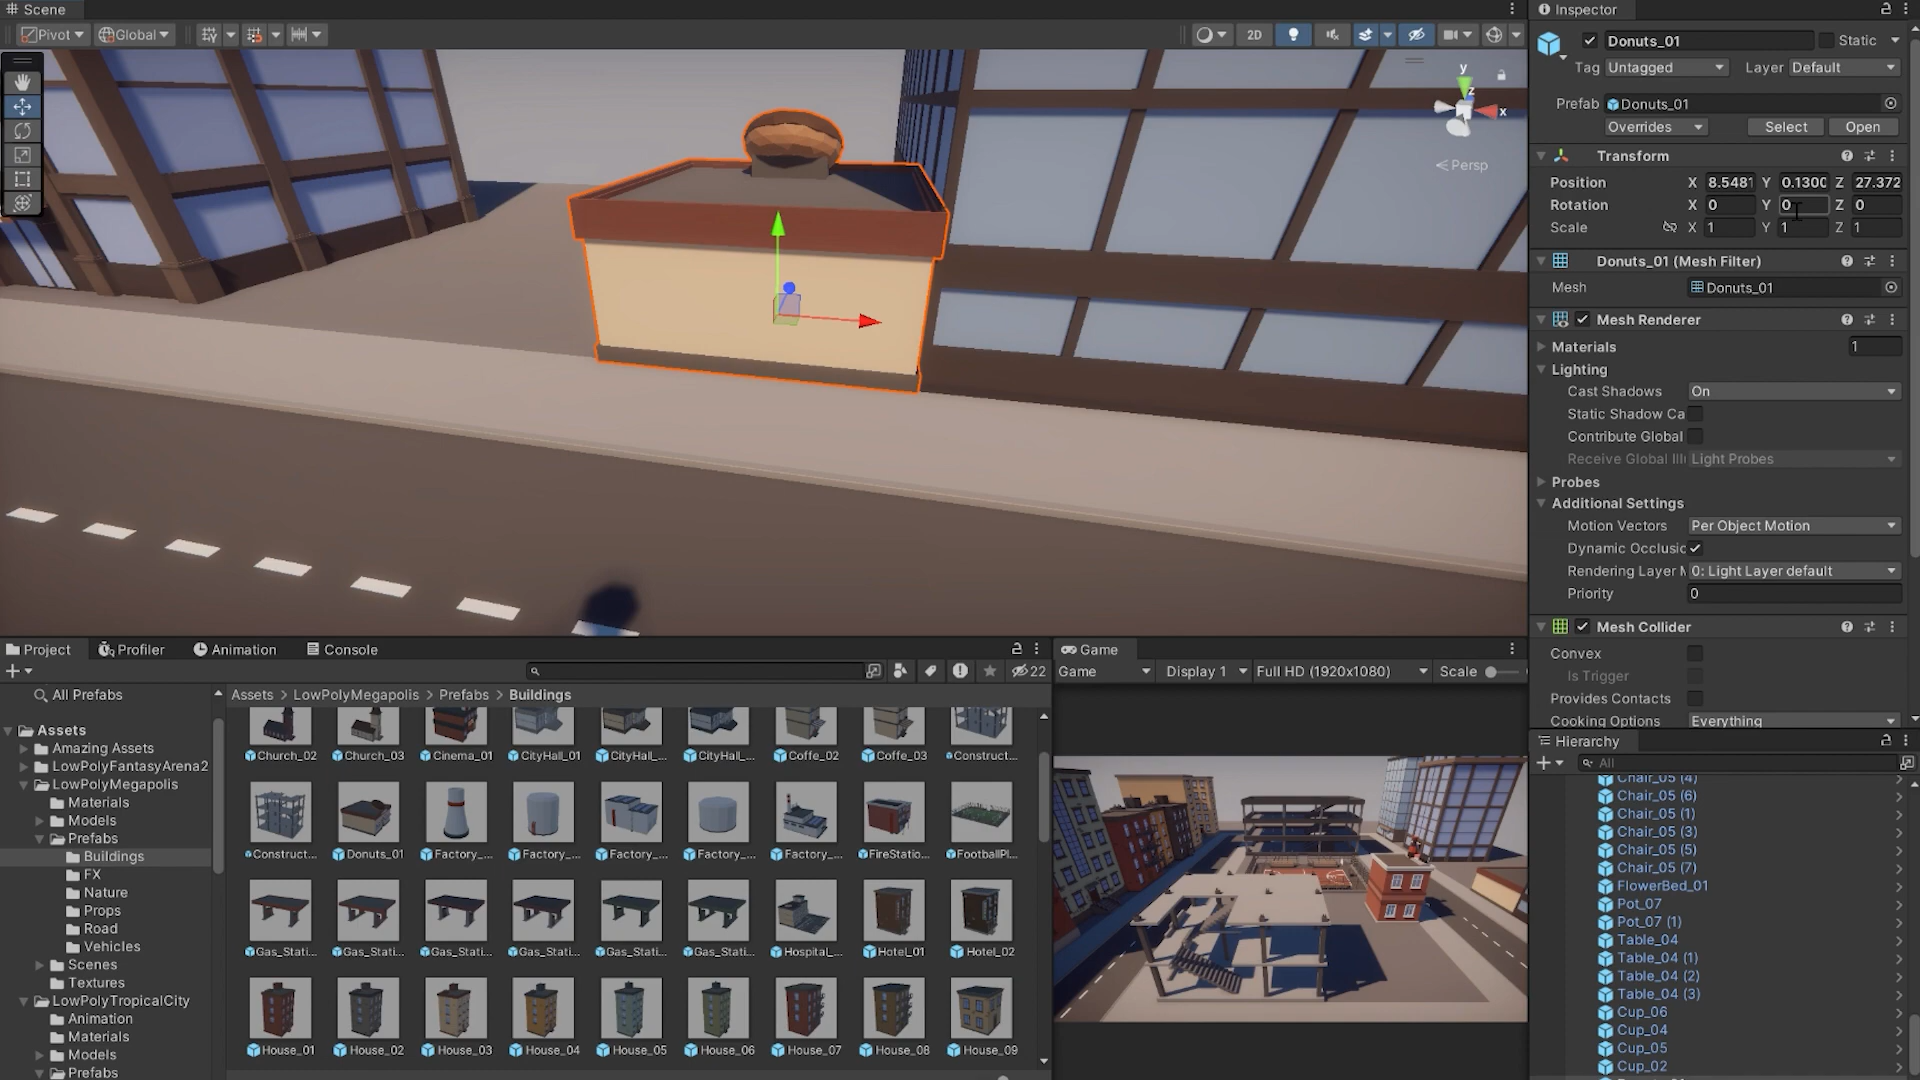 Scene
Pivot
Global
2D
y
z
x
Persp
Inspector
Donuts_01
Static
Tag Untagged Layer Default
Prefab Donuts_01
Overrides Select Open
Transform
Position X 8.5481 Y 0.1300 Z 27.372
Rotation X 0 Y 0 Z 0
Scale X 1 Y 1 Z 1
Donuts_01 (Mesh Filter)
Mesh Donuts_01
Mesh Renderer
Materials 1
Lighting
Cast Shadows On
Static Shadow Ca
Contribute Global
Receive Global Illi Light Probes
Probes
Additional Settings
Motion Vectors Per Object Motion
Dynamic Occlusic
Rendering Layer M 0: Light Layer default
Priority 0
Mesh Collider
Convex
Is Trigger
Provides Contacts
Cooking Options Everything
Project
Profiler
Animation
Console
22
All Prefabs
Assets
Amazing Assets
LowPolyFantasyArena2
LowPolyMegapolis
Materials
Models
Prefabs
Buildings
FX
Nature
Props
Road
Vehicles
Scenes
Textures
LowPolyTropicalCity
Animation
Materials
Models
Prefabs
Assets > LowPolyMegapolis > Prefabs > Buildings
Church_02 Church_03 Cinema_01 CityHall_01 CityHall_... CityHall_... Coffe_02 Coffe_03 Construct...
Construct... Donuts_01 Factory_... Factory_... Factory_... Factory_... Factory_... FireStatio... FootballPl...
Gas_Stati... Gas_Stati... Gas_Stati... Gas_Stati... Gas_Stati... Gas_Stati... Hospital_... Hotel_01 Hotel_02
House_01 House_02 House_03 House_04 House_05 House_06 House_07 House_08 House_09
Game
Game Display 1 Full HD (1920x1080) Scale
Hierarchy
All
Chair_05 (4)
Chair_05 (6)
Chair_05 (1)
Chair_05 (3)
Chair_05 (5)
Chair_05 (7)
FlowerBed_01
Pot_07
Pot_07 (1)
Table_04
Table_04 (1)
Table_04 (2)
Table_04 (3)
Cup_06
Cup_04
Cup_05
Cup_02